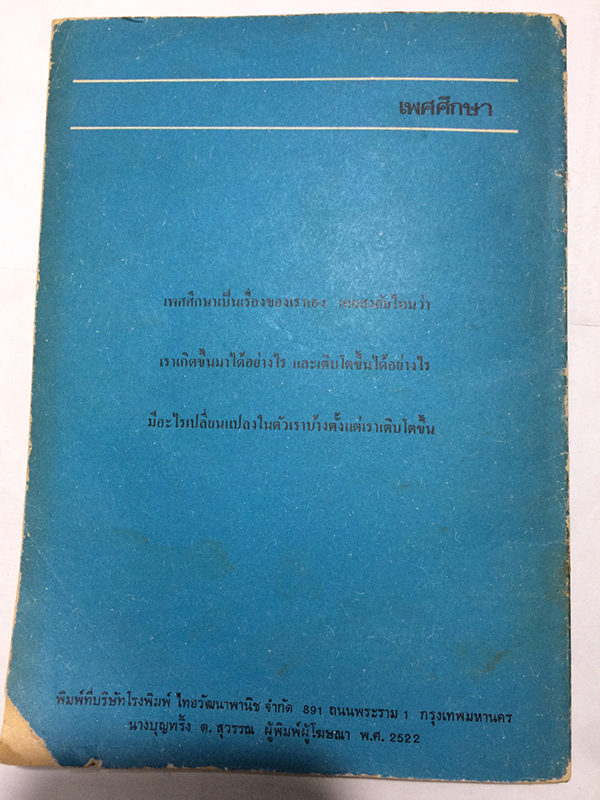 เพศศึกษา
เพศศึกษาเป็นเรื่องของเราเอง เคยสงสัยไหมว่า
เราเกิดขึ้นมาได้อย่างไร และเติบโตขึ้นได้อย่างไร
มีอะไรเปลี่ยนแปลงในตัวเราบ้างตั้งแต่เราเติบโตขึ้น
พิมพ์ที่บริษัทโรงพิมพ์ ไทยวัฒนาพานิช จำกัด 891 ถนนพระราม 1 กรุงเทพมหานคร
นางบุญพริ้ง ต. สุวรรณ ผู้พิมพ์ผู้โฆษณา พ.ศ. 2522